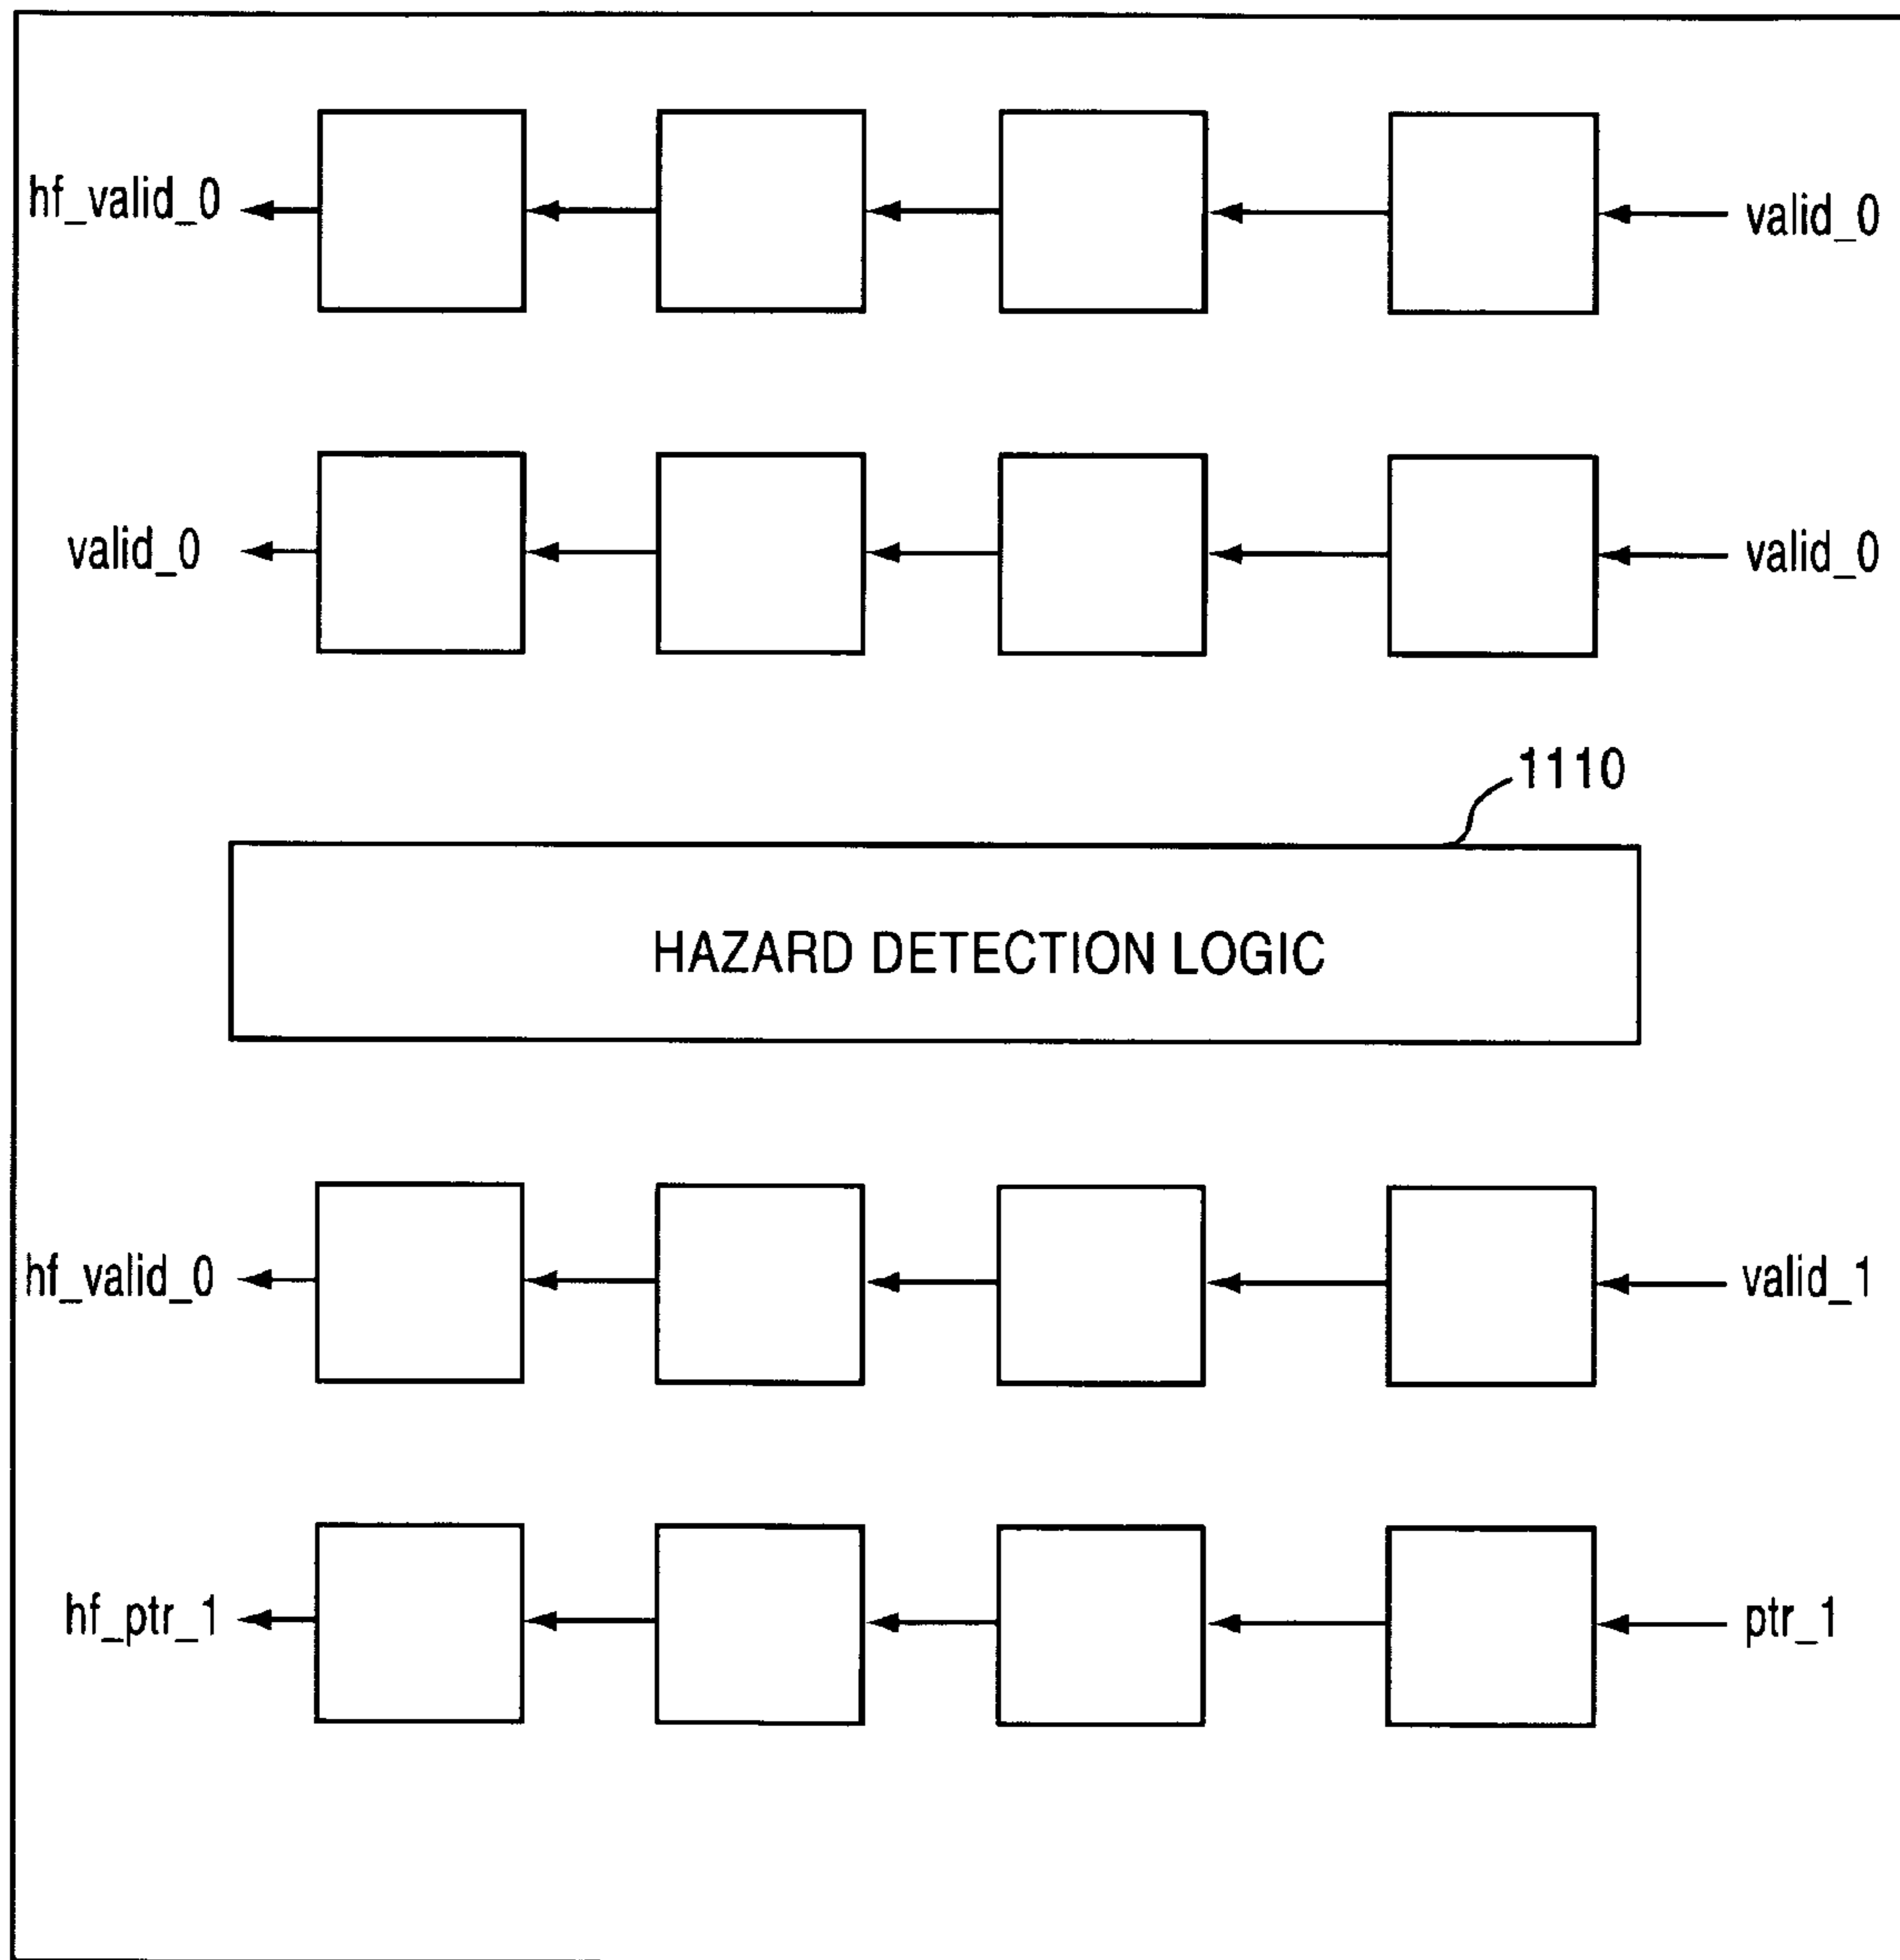 hf_valid_0 valid_0
valid_0 valid_0
1110
HAZARD DETECTION LOGIC
hf_valid_0 valid_1
hf_ptr_1 ptr_1